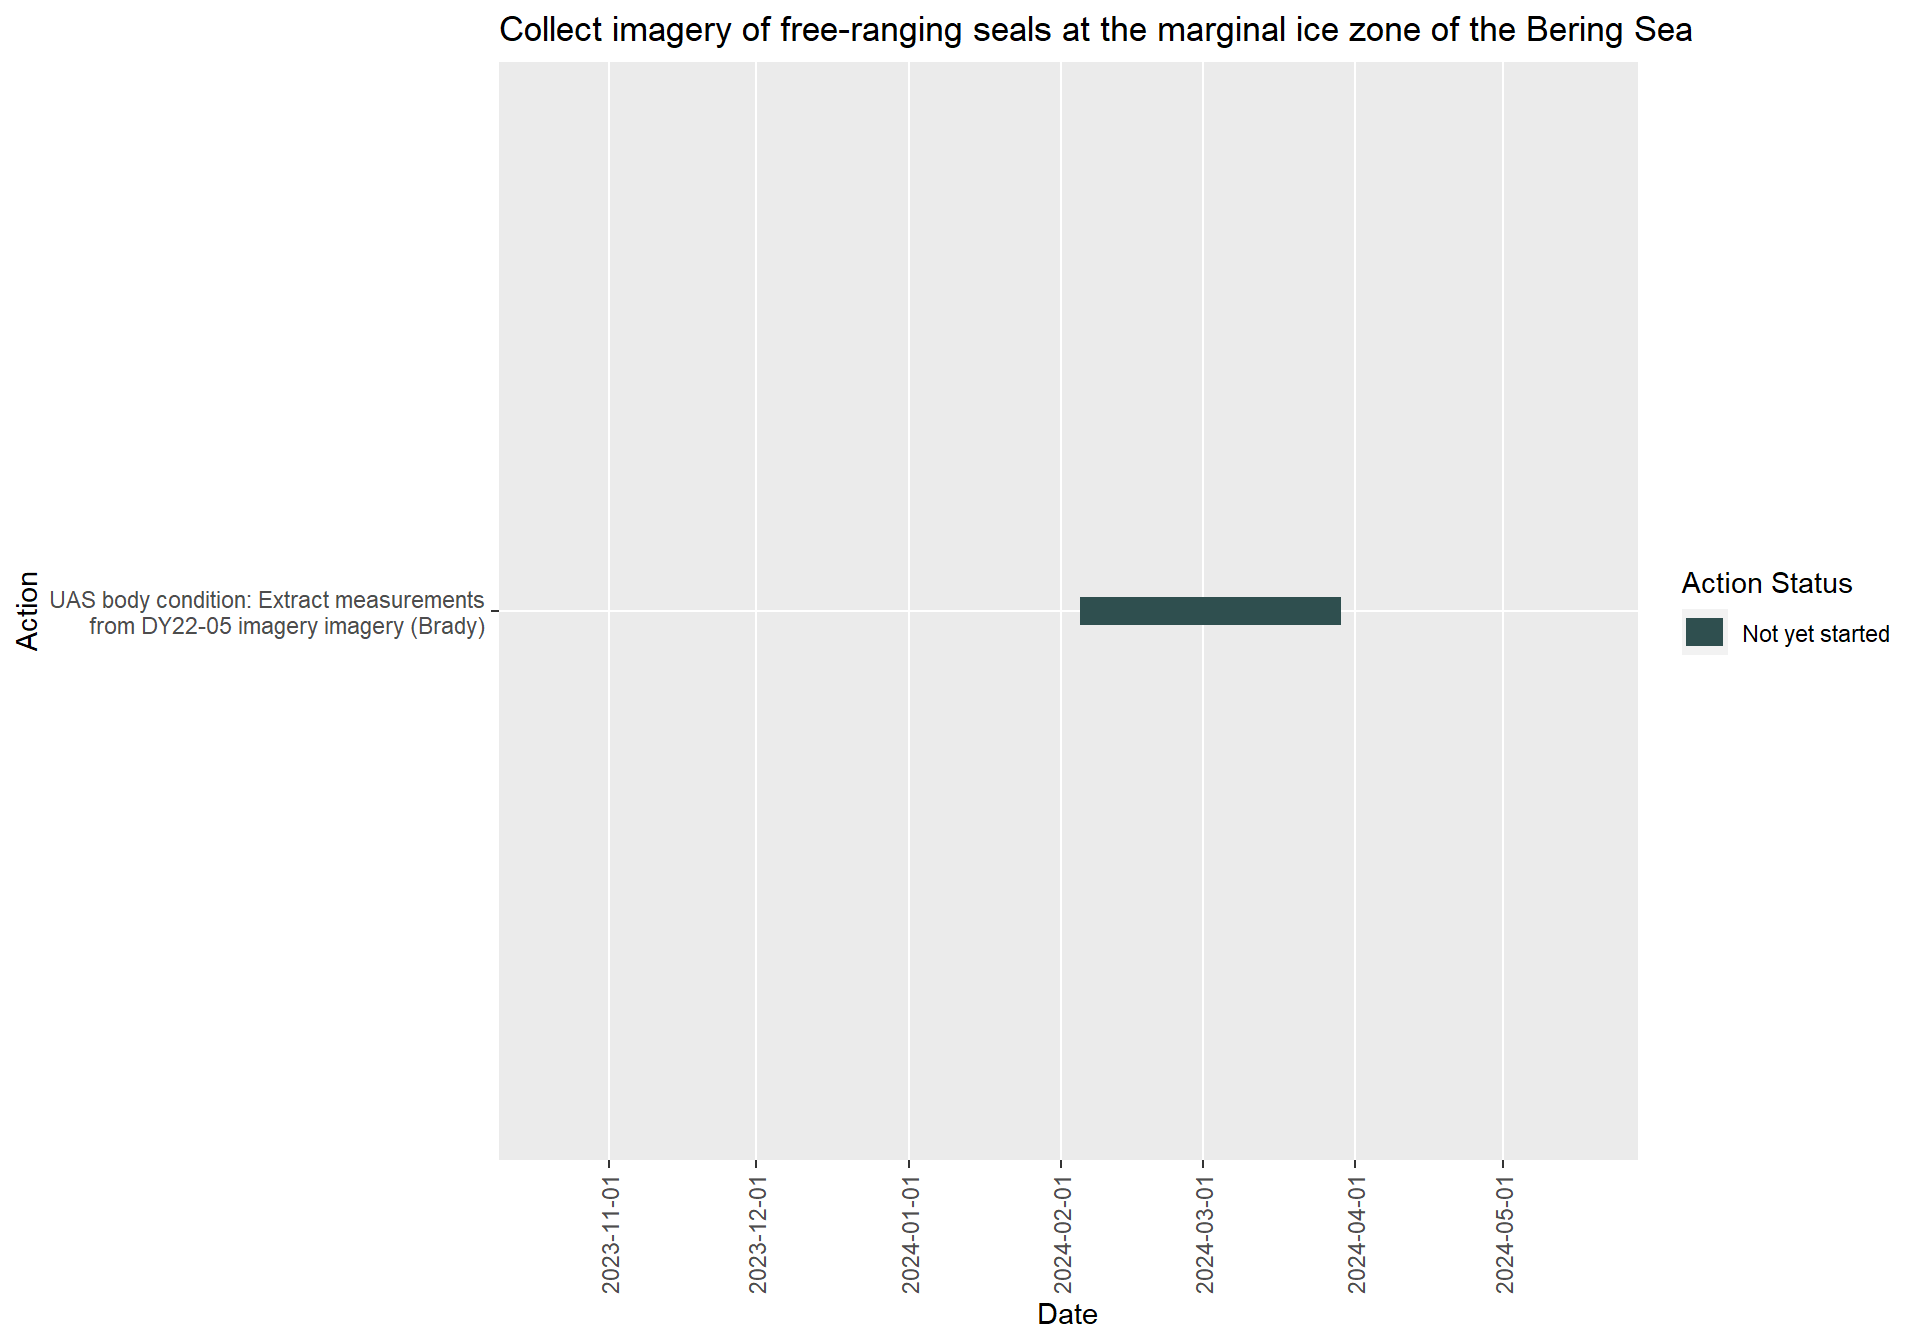 Collect imagery of free-ranging seals at the marginal ice zone of the Bering Sea
Action
UAS body condition: Extract measurements
from DY22-05 imagery imagery (Brady)
Action Status
Not yet started
2023-11-01
2023-12-01
2024-01-01
2024-02-01
2024-03-01
2024-04-01
2024-05-01
Date